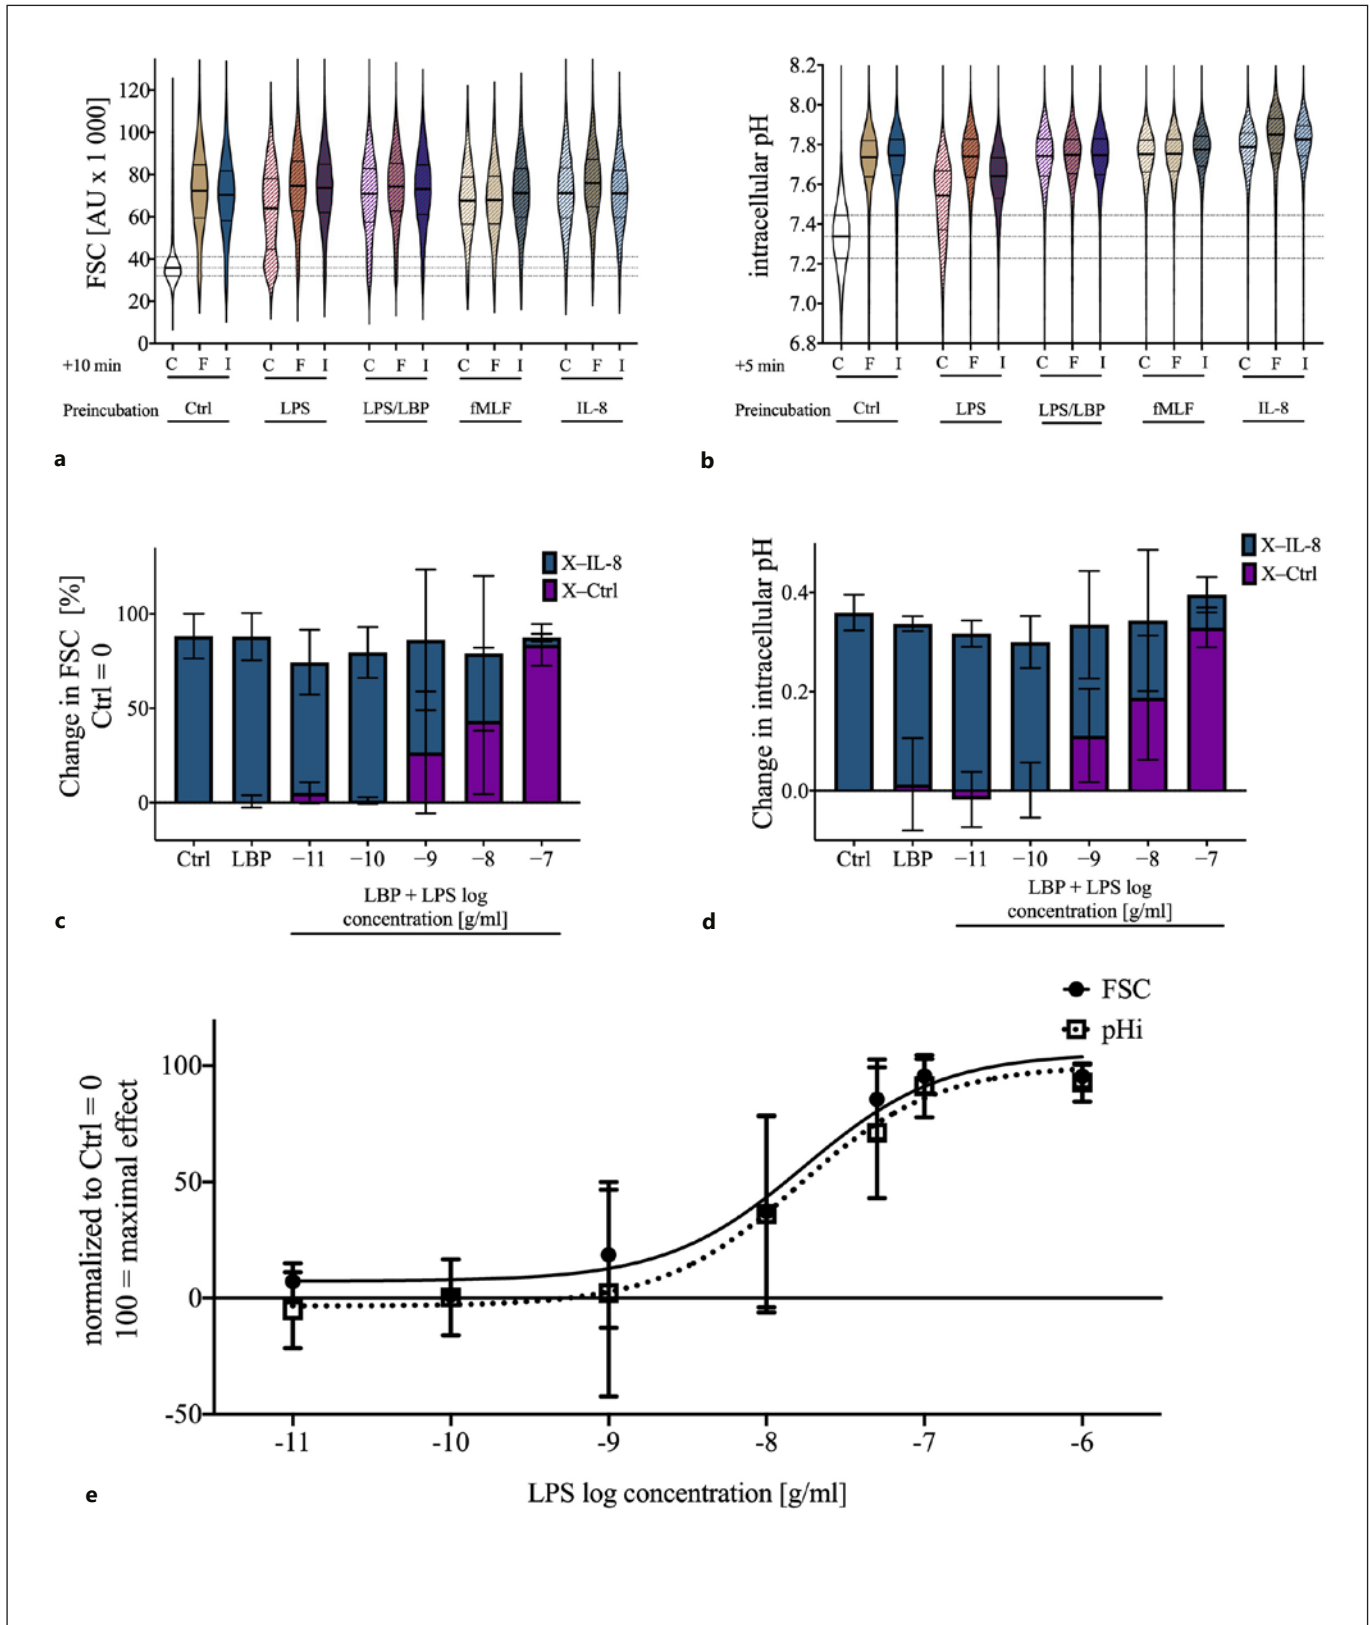 FSC [AU x 1 000]
120
100
80
60
40
20
0
+10 min
C F I C F I C F I C F I C F I
Preincubation Ctrl LPS LPS/LBP fMLF IL-8
a
intracellular pH
8.2
8.0
7.8
7.6
7.4
7.2
7.0
6.8
+5 min
C F I C F I C F I C F I C F I
Preincubation Ctrl LPS LPS/LBP fMLF IL-8
b
Change in FSC [%]
Ctrl = 0
100
50
0
X–IL-8
X–Ctrl
Ctrl LBP −11 −10 −9 −8 −7
LBP + LPS log
concentration [g/ml]
c
Change in intracellular pH
0.4
0.2
0.0
X–IL-8
X–Ctrl
Ctrl LBP −11 −10 −9 −8 −7
LBP + LPS log
concentration [g/ml]
d
normalized to Ctrl = 0
100 = maximal effect
100
50
0
-50
FSC
pHi
-11 -10 -9 -8 -7 -6
LPS log concentration [g/ml]
e